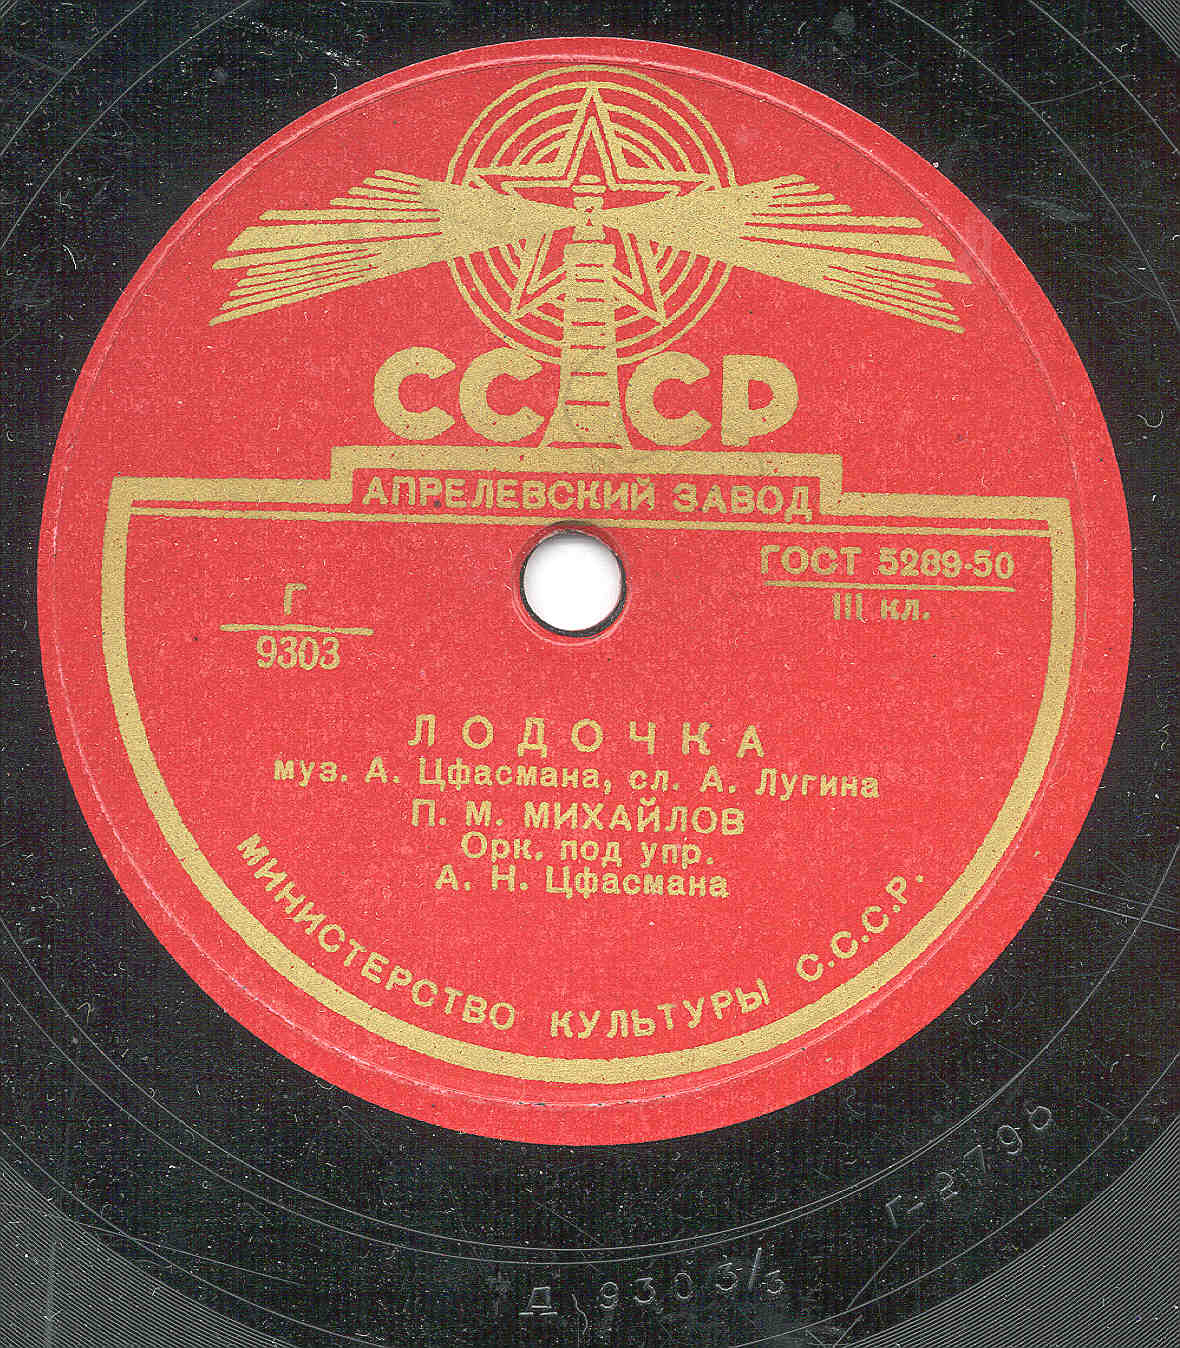 СССР
АПРЕЛЕВСКИЙ ЗАВОД
ГОСТ 5289-50
III кл.
Г
9303
ЛОДОЧКА
муз. А. Цфасмана, сл. А. Лугина
П. М. МИХАЙЛОВ
Орк. под упр.
А. Н. Цфасмана
МИНИСТЕРСТВО КУЛЬТУРЫ С.С.С.Р.
Д 9303/3